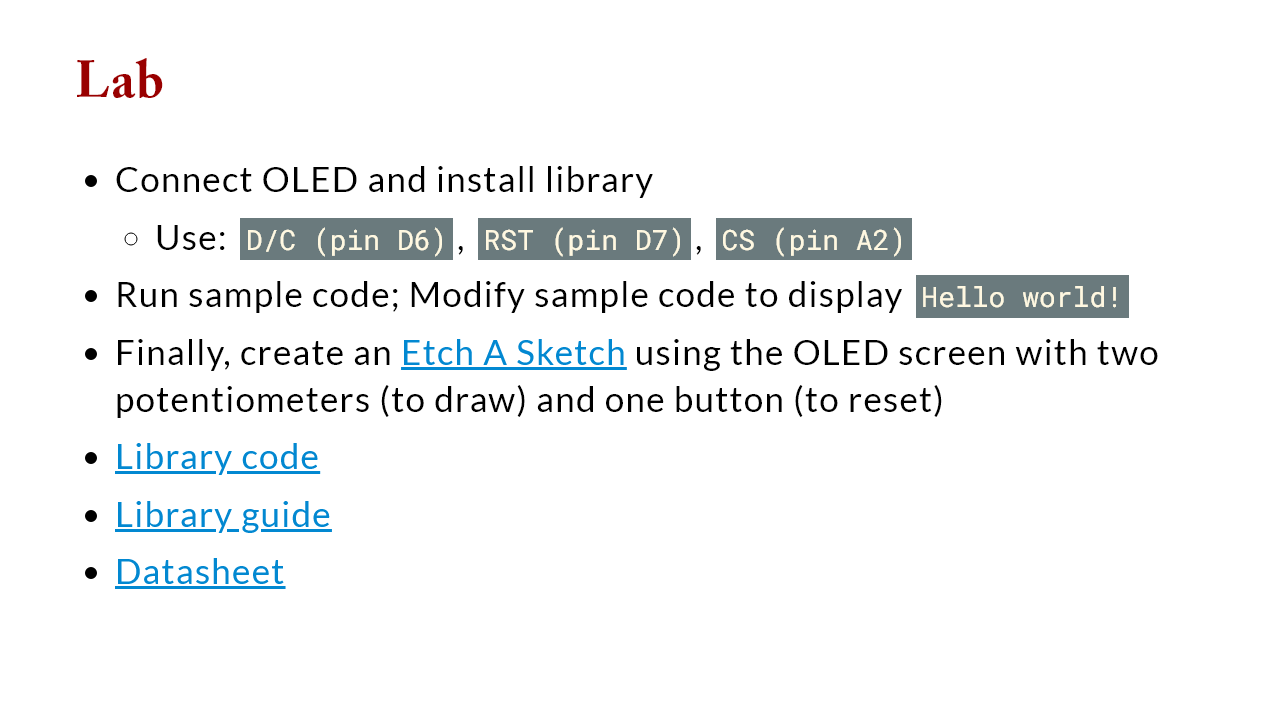 Lab
• Connect OLED and install library
○ Use: D/C (pin D6), RST (pin D7), CS (pin A2)
• Run sample code; Modify sample code to display Hello world!
• Finally, create an Etch A Sketch using the OLED screen with two
potentiometers (to draw) and one button (to reset)
• Library code
• Library guide
• Datasheet